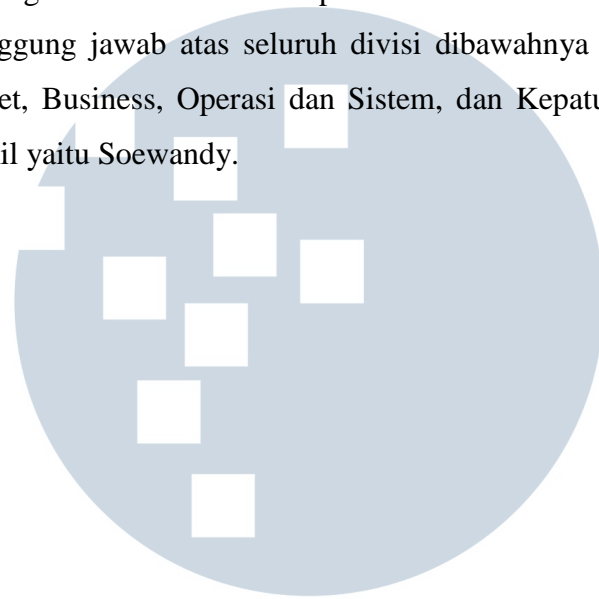 ggung jawab atas seluruh divisi dibawahnya
et, Business, Operasi dan Sistem, dan Kepatu
il yaitu Soewandy.